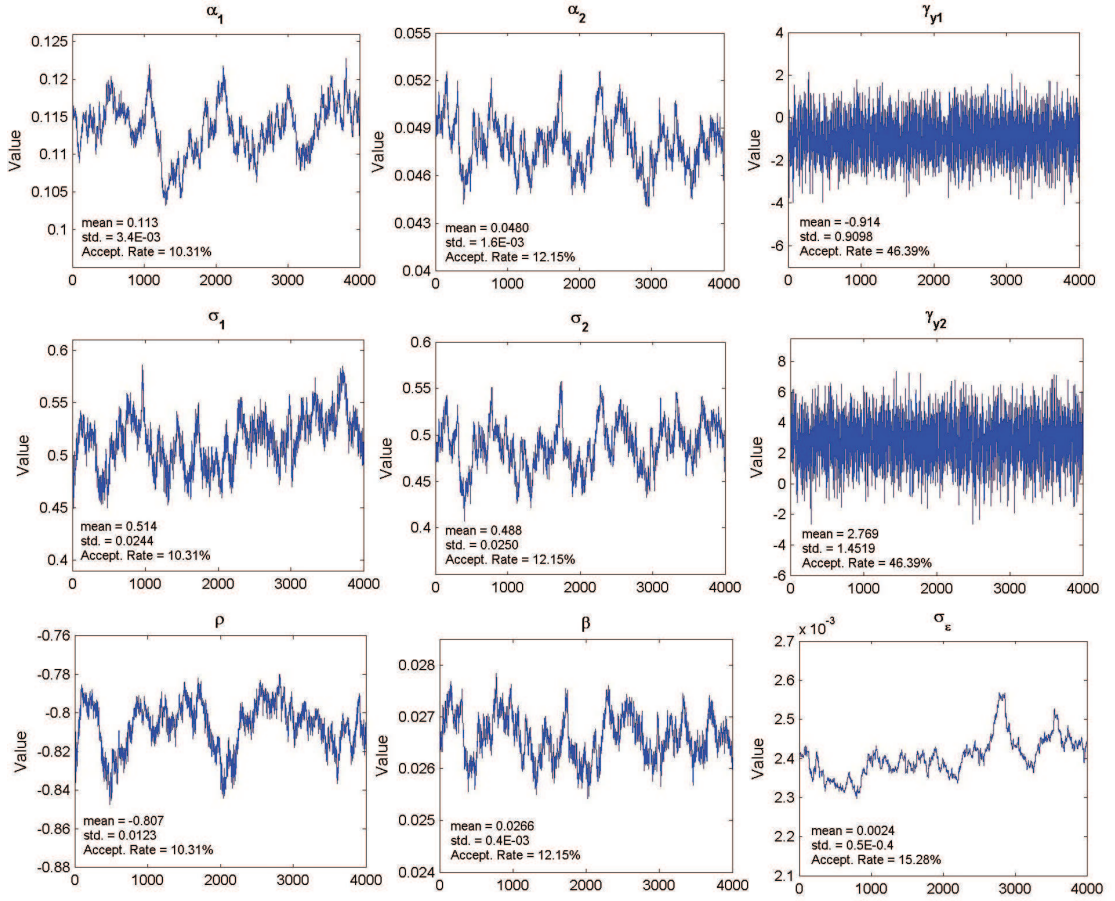 α1
0.126
0.12
0.115
0.11
0.105
0.1
Value
mean = 0.113
std. = 3.4E-03
Accept. Rate = 10.31%
0 1000 2000 3000 4000
α2
0.055
0.052
0.049
0.046
0.043
0.04
Value
mean = 0.0480
std. = 1.6E-03
Accept. Rate = 12.15%
0 1000 2000 3000 4000
γy1
4
2
0
-2
-4
-6
Value
mean = -0.914
std. = 0.9098
Accept. Rate = 46.39%
0 1000 2000 3000 4000
σ1
0.6
0.55
0.5
0.45
0.4
Value
mean = 0.514
std. = 0.0244
Accept. Rate = 10.31%
0 1000 2000 3000 4000
σ2
0.6
0.55
0.5
0.45
0.4
Value
mean = 0.488
std. = 0.0250
Accept. Rate = 12.15%
0 1000 2000 3000 4000
γy2
8
6
4
2
0
-2
-4
-6
Value
mean = 2.769
std. = 1.4519
Accept. Rate = 46.39%
0 1000 2000 3000 4000
ρ
-0.76
-0.78
-0.8
-0.82
-0.84
-0.86
-0.88
Value
mean = -0.807
std. = 0.0123
Accept. Rate = 10.31%
0 1000 2000 3000 4000
β
0.028
0.027
0.026
0.025
0.024
Value
mean = 0.0266
std. = 0.4E-03
Accept. Rate = 12.15%
0 1000 2000 3000 4000
σε
x 10-3
2.7
2.6
2.5
2.4
2.3
2.2
2.1
Value
mean = 0.0024
std. = 0.5E-0.4
Accept. Rate = 15.28%
0 1000 2000 3000 4000